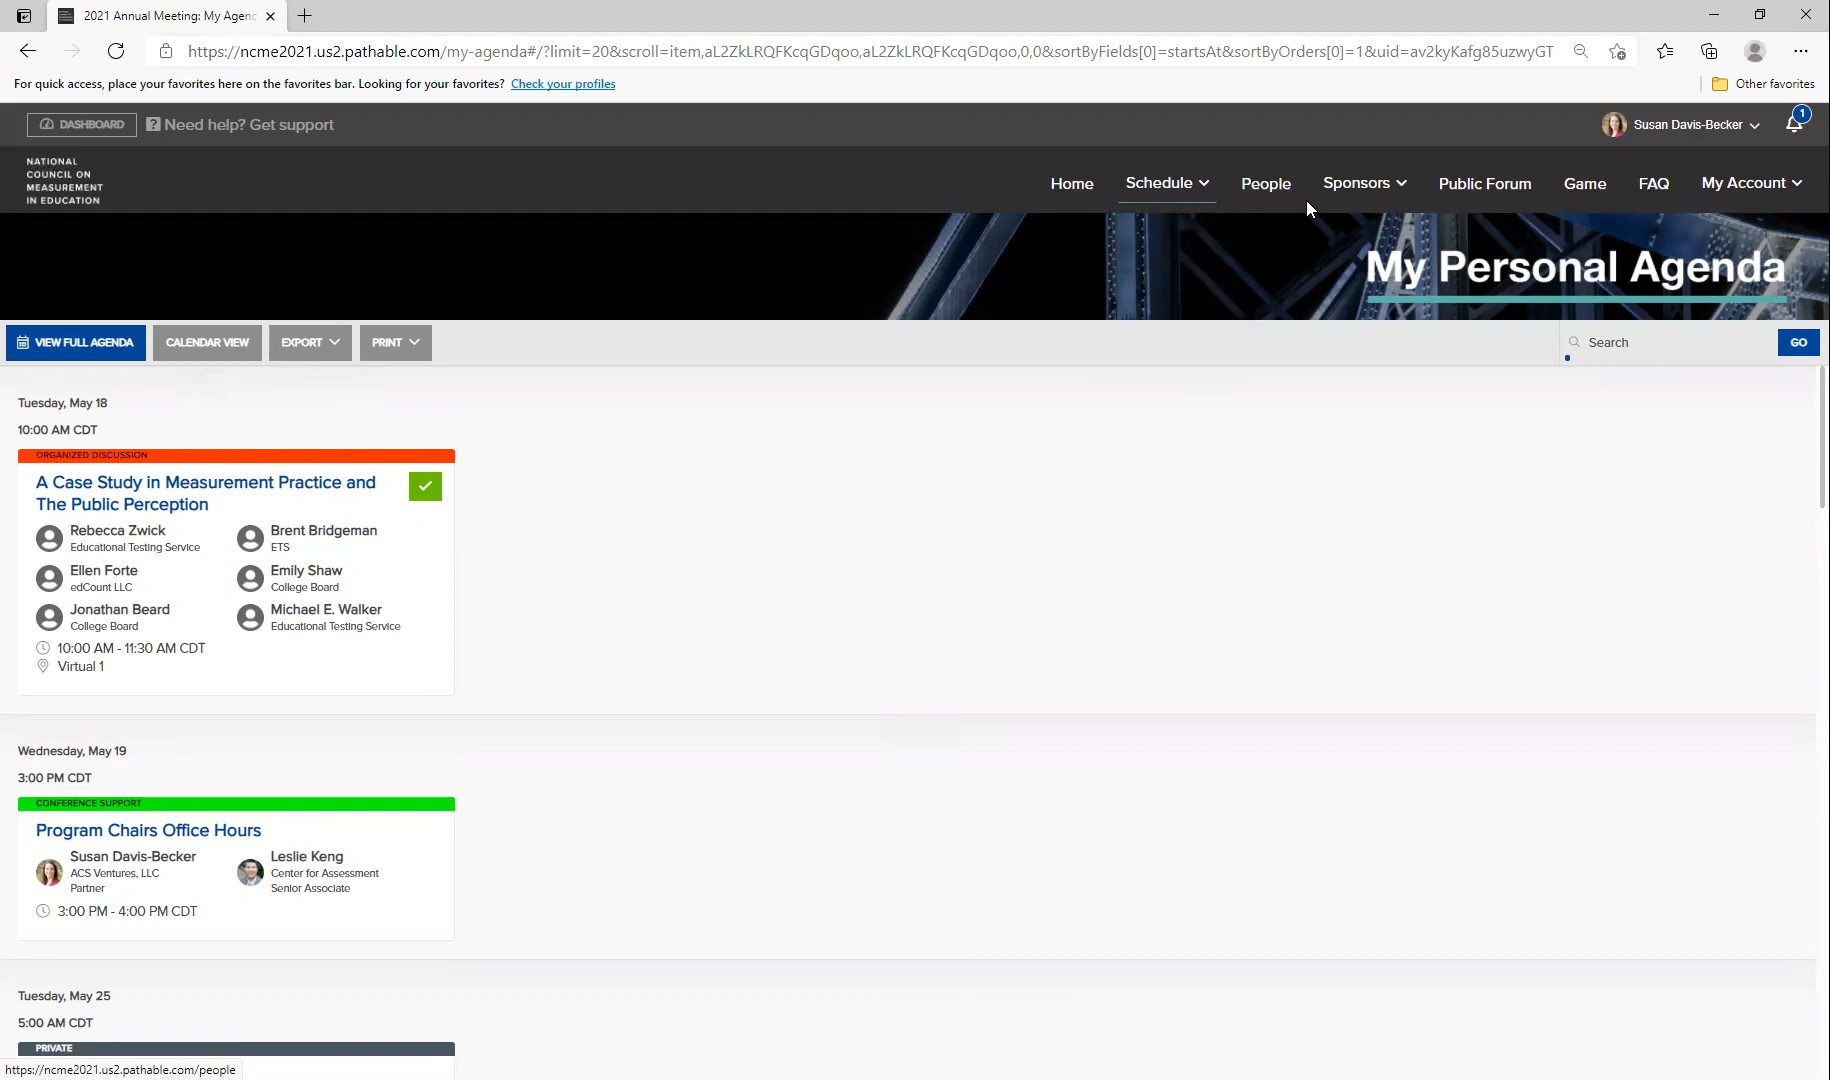 2021 Annual Meeting: My Agen
https://ncme2021.us2.pathable.com/my-agenda#/?limit=20&scroll=item,aL2ZkLRQFKcqGDqoo,aL2ZkLRQFKcqGDqoo,0,0&sortByFields[0]=startsAt&sortByOrders[0]=1&uid=av2kyKafg85uzwyGT
For quick access, place your favorites here on the favorites bar. Looking for your favorites? Check your profiles
Other favorites
DASHBOARD
? Need help? Get support
Susan Davis-Becker
1
NATIONAL
COUNCIL ON
MEASUREMENT
IN EDUCATION
Home Schedule People Sponsors Public Forum Game FAQ My Account
My Personal Agenda
VIEW FULL AGENDA CALENDAR VIEW EXPORT PRINT
Search GO
Tuesday, May 18
10:00 AM CDT
ORGANIZED DISCUSSION
A Case Study in Measurement Practice and
The Public Perception
Rebecca Zwick
Educational Testing Service
Brent Bridgeman
ETS
Ellen Forte
edCount LLC
Emily Shaw
College Board
Jonathan Beard
College Board
Michael E. Walker
Educational Testing Service
10:00 AM - 11:30 AM CDT
Virtual 1
Wednesday, May 19
3:00 PM CDT
CONFERENCE SUPPORT
Program Chairs Office Hours
Susan Davis-Becker
ACS Ventures, LLC
Partner
Leslie Keng
Center for Assessment
Senior Associate
3:00 PM - 4:00 PM CDT
Tuesday, May 25
5:00 AM CDT
PRIVATE
https://ncme2021.us2.pathable.com/people